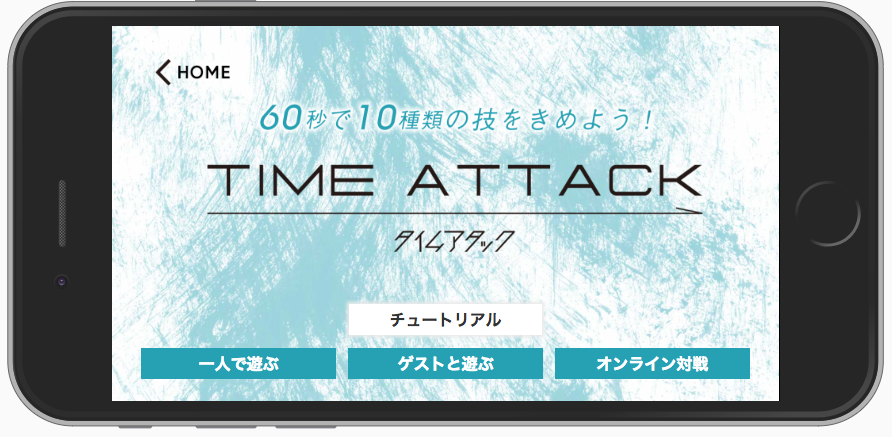 HOME
60秒で10種類の技をきめよう！
TIME ATTACK
タイムアタック
チュートリアル
一人で遊ぶ
ゲストと遊ぶ
オンライン対戦